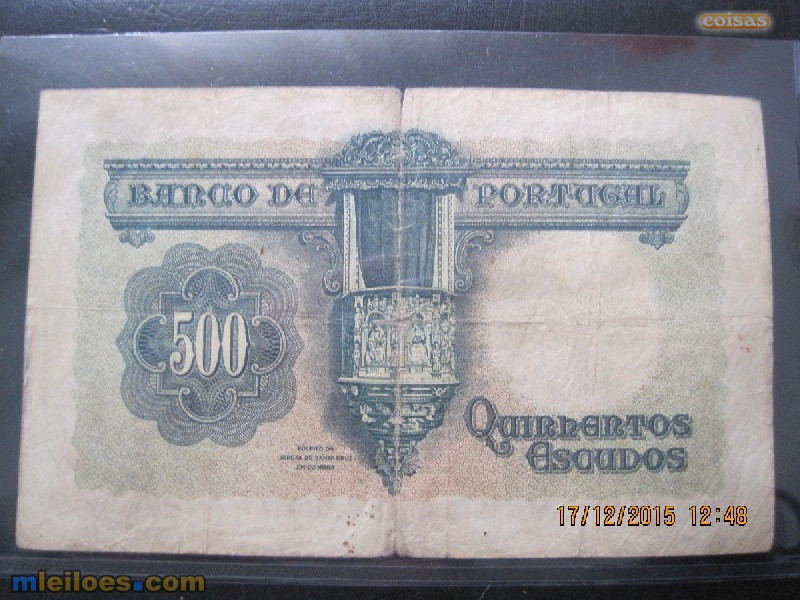 coisas
BANCO DE PORTUGAL
500
PULPITO DA
IGREJA DE SANTA CRUZ
EM COIMBRA
QUINHENTOS
ESCUDOS
17/12/2015 12:48
mleiloes.com